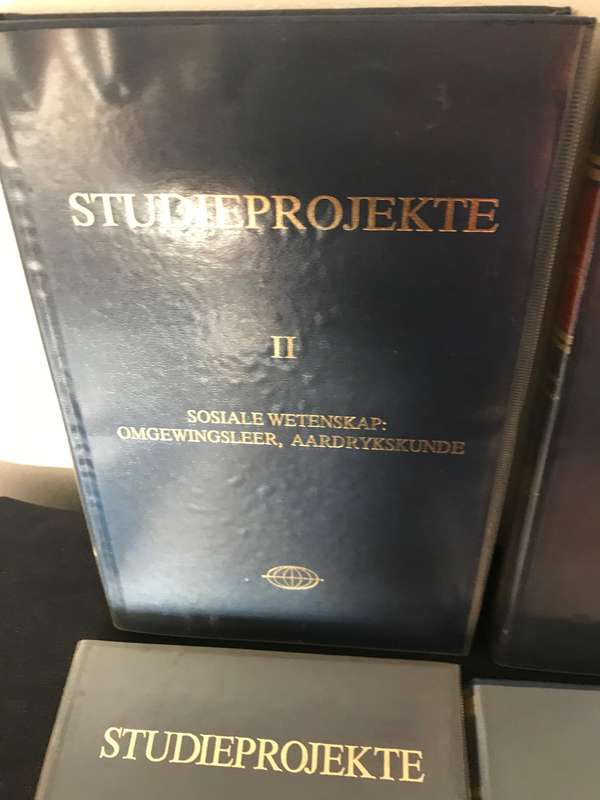 STUDIEPROJEKTE
II
SOSIALE WETENSKAP:
OMGEWINGSLEER, AARDRYKSKUNDE
STUDIEPROJEKTE